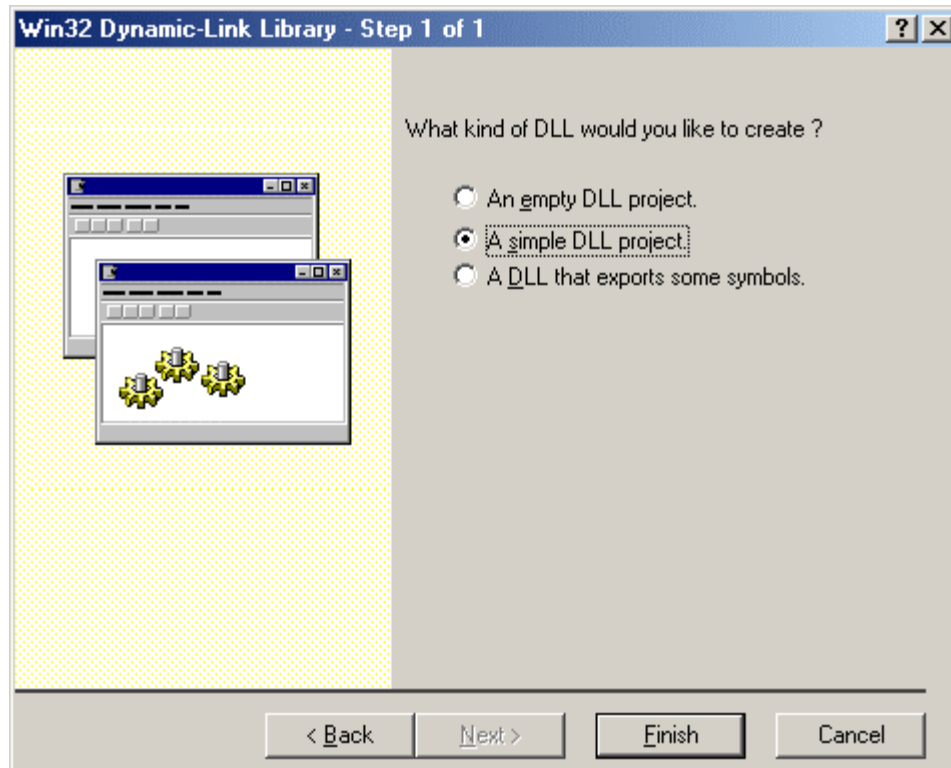 Win32 Dynamic-Link Library - Step 1 of 1
What kind of DLL would you like to create ?
An empty DLL project.
A simple DLL project.
A DLL that exports some symbols.
< Back Next > Finish Cancel